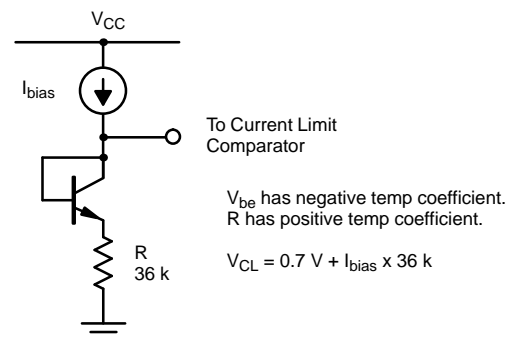 VCC
Ibias
To Current Limit
Comparator
Vbe has negative temp coefficient.
R has positive temp coefficient.
R
36 k
VCL = 0.7 V + Ibias x 36 k